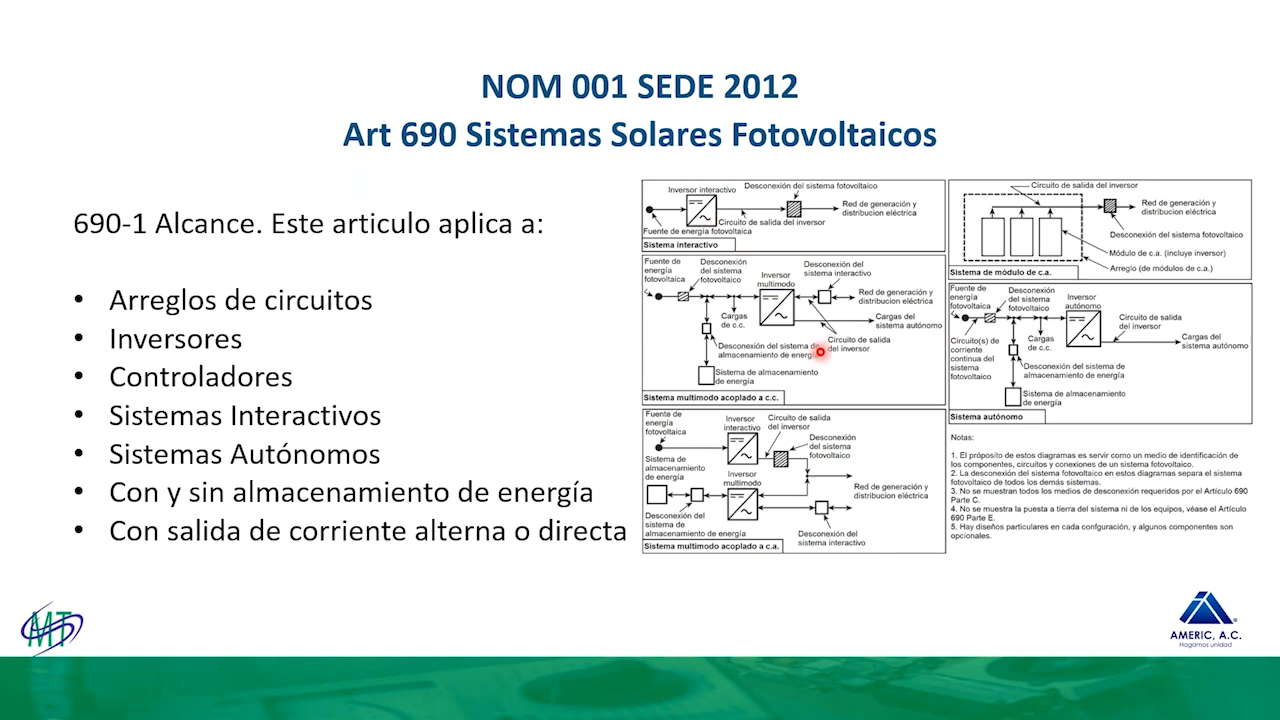 NOM 001 SEDE 2012
Art 690 Sistemas Solares Fotovoltaicos
690-1 Alcance. Este articulo aplica a:
• Arreglos de circuitos
• Inversores
• Controladores
• Sistemas Interactivos
• Sistemas Autónomos
• Con y sin almacenamiento de energía
• Con salida de corriente alterna o directa
Inversor interactivo
Desconexión del sistema fotovoltaico
Red de generación y
distribucion eléctrica
Circuito de salida del inversor
Fuente de energía fotovoltaica
Sistema interactivo
Fuente de
energía
fotovoltaica
Desconexión
del sistema
fotovoltaico
Inversor
multimodo
Desconexión del
sistema interactivo
Red de generación y
distribución eléctrica
Cargas
de c.c.
Cargas del
sistema autónomo
Circuito de salida
del inversor
Desconexión del sistema de
almacenamiento de energía
Sistema de almacenamiento
de energía
Sistema multimodo acoplado a c.c.
Fuente de
energía
fotovoltaica
Inversor
interactivo
Circuito de salida
del inversor
Desconexión
del sistema
fotovoltaico
Sistema de
almacenamiento
de energía
Inversor
multimodo
Red de generación y
distribución eléctrica
Desconexión del
sistema de
almacenamiento de energía
Desconexión del
sistema interactivo
Sistema multimodo acoplado a c.a.
Circuito de salida del inversor
Red de generación y
distribucion eléctrica
Desconexión del sistema fotovoltaico
Módulo de c.a. (incluye inversor)
Arreglo (de módulos de c.a.)
Sistema de módulo de c.a.
Fuente de
energía
fotovoltaica
Desconexión
del sistema
fotovoltaico
Inversor
autónomo
Circuito de salida
del inversor
Cargas del
sistema autónomo
Circuito(s) de
corriente
continua del
sistema
fotovoltaico
Cargas
de c.c.
Desconexión del sistema de
almacenamiento de energía
Sistema de almacenamiento
de energía
Sistema autónomo
Notas:
1. El própósito de estos diagramas es servir como un medio de identificación de
los componentes, circuitos y conexiones de un sistema fotovoltaico.
2. La desconexión del sistema fotovoltaico en estos diagramas separa el sistema
fotovoltaico de todos los demás sistemas.
3. No se muestran todos los medios de desconexión requeridos por el Artículo 690
Parte C.
4. No se muestra la puesta a tierra del sistema ni de los equipos, véase el Artículo
690 Parte E.
5. Hay diseños particulares en cada confguración, y algunos componentes son
opcionales.
MT
AMERIC, A.C.
Hagamos unidad